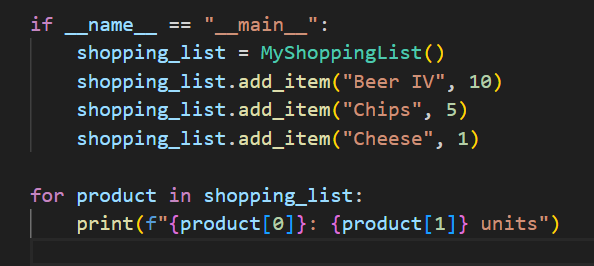 if __name__ == "__main__":
    shopping_list = MyShoppingList()
    shopping_list.add_item("Beer IV", 10)
    shopping_list.add_item("Chips", 5)
    shopping_list.add_item("Cheese", 1)

for product in shopping_list:
    print(f"{product[0]}: {product[1]} units")